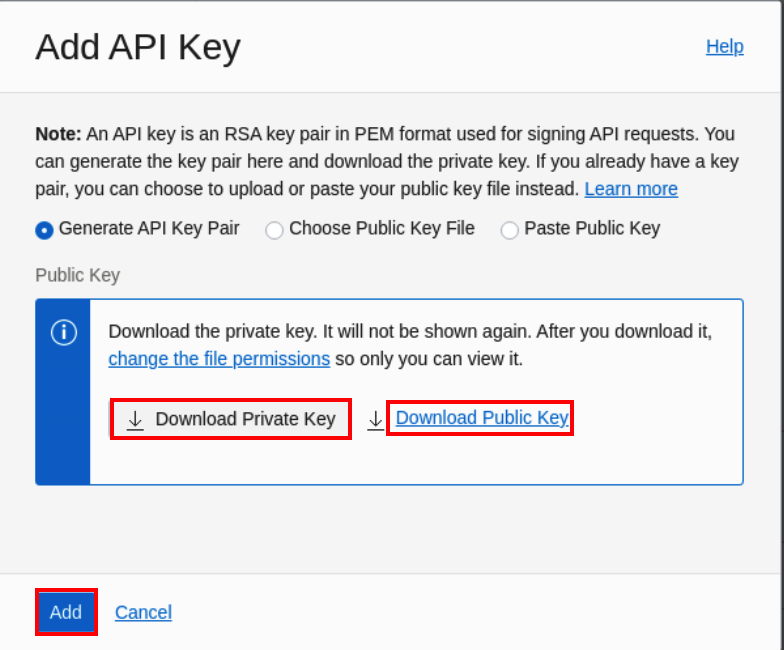 Add API Key
Help
Note: An API key is an RSA key pair in PEM format used for signing API requests. You
can generate the key pair here and download the private key. If you already have a key
pair, you can choose to upload or paste your public key file instead. Learn more
Generate API Key Pair Choose Public Key File Paste Public Key
Public Key
Download the private key. It will not be shown again. After you download it,
change the file permissions so only you can view it.
Download Private Key Download Public Key
Add Cancel